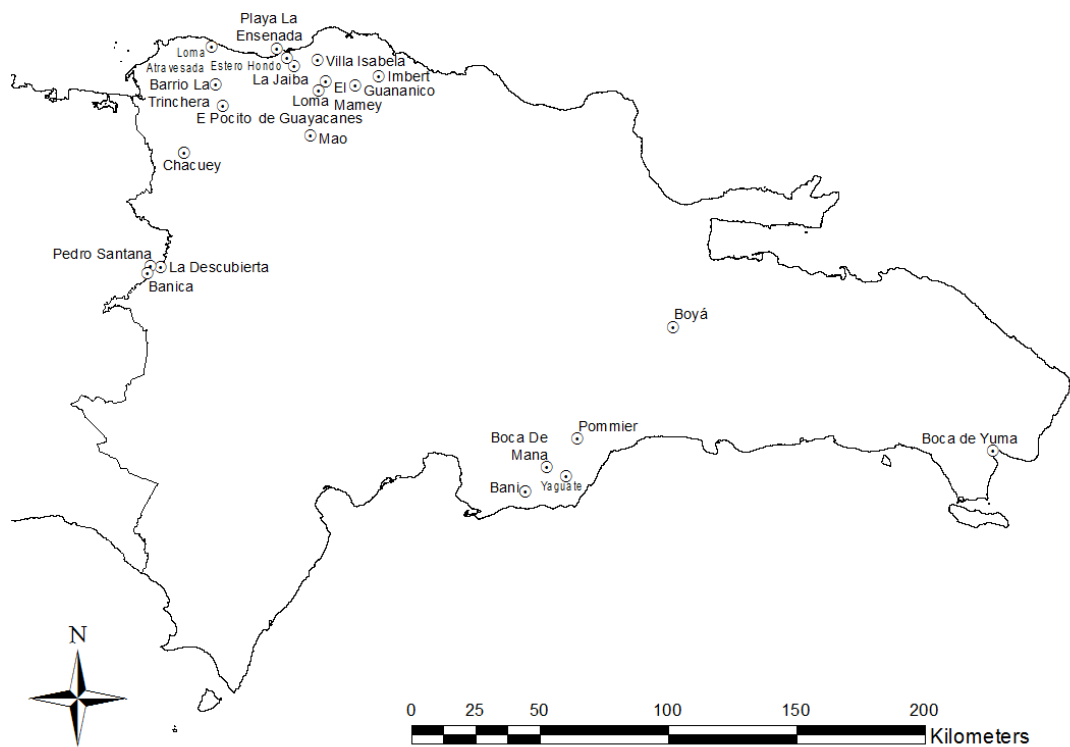 Playa La
Ensenada
Loma
Atravesada
Estero Hondo
Villa Isabela
La Jaiba
Imbert
Barrio La
Trinchera
El
Mamey
Guananico
Loma
E Pocito de Guayacanes
Mao
Chacuey
Pedro Santana
La Descubierta
Banica
Boyá
Pommier
Boca De
Mana
Yaguate
Bani
Boca de Yuma
N
0 50 100 150 200
Kilometers